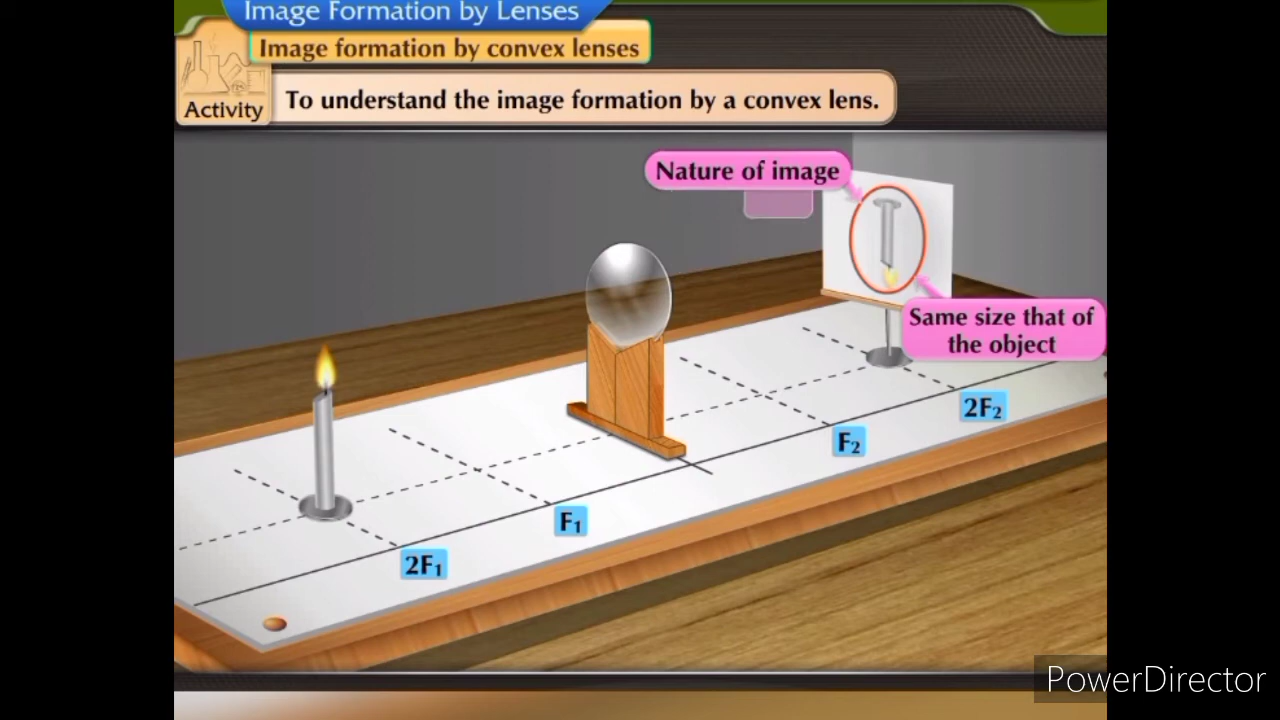 Image Formation by Lenses
Image formation by convex lenses
Activity
To understand the image formation by a convex lens.
Nature of image
Same size that of
the object
2F₂
F₂
F₁
2F₁
PowerDirector